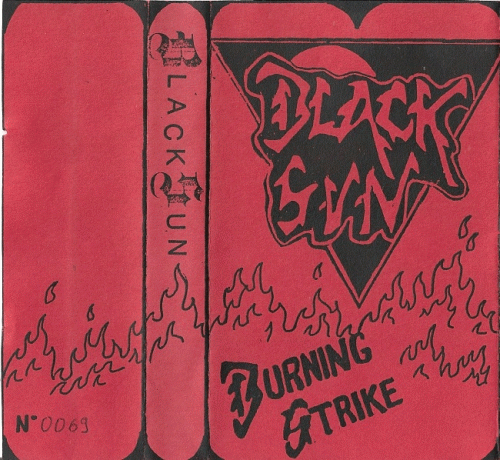 N° 0069
BLACK SUN
BLACK
SUN
BURNING
STRIKE